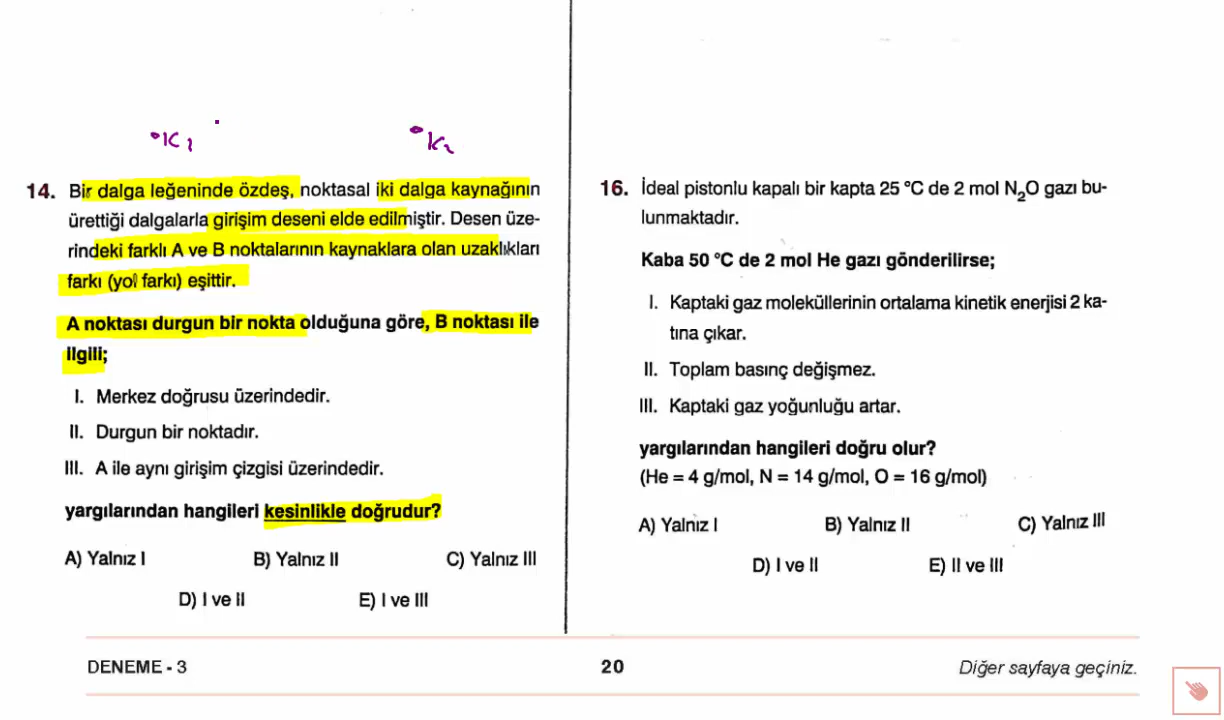 K1
K2
14. Bir dalga leğeninde özdeş, noktasal iki dalga kaynağının
ürettiği dalgalarla girişim deseni elde edilmiştir. Desen üze-
rindeki farklı A ve B noktalarının kaynaklara olan uzaklıkları
farkı (yol farkı) eşittir.
A noktası durgun bir nokta olduğuna göre, B noktası ile
ilgili;
I. Merkez doğrusu üzerindedir.
II. Durgun bir noktadır.
III. A ile aynı girişim çizgisi üzerindedir.
yargılarından hangileri kesinlikle doğrudur?
A) Yalnız I B) Yalnız II C) Yalnız III
D) I ve II E) I ve III
16. İdeal pistonlu kapalı bir kapta 25 °C de 2 mol N₂O gazı bu-
lunmaktadır.
Kaba 50 °C de 2 mol He gazı gönderilirse;
I. Kaptaki gaz moleküllerinin ortalama kinetik enerjisi 2 ka-
tına çıkar.
II. Toplam basınç değişmez.
III. Kaptaki gaz yoğunluğu artar.
yargılarından hangileri doğru olur?
(He = 4 g/mol, N = 14 g/mol, O = 16 g/mol)
A) Yalnız I B) Yalnız II C) Yalnız III
D) I ve II E) II ve III
DENEME - 3 20 Diğer sayfaya geçiniz.